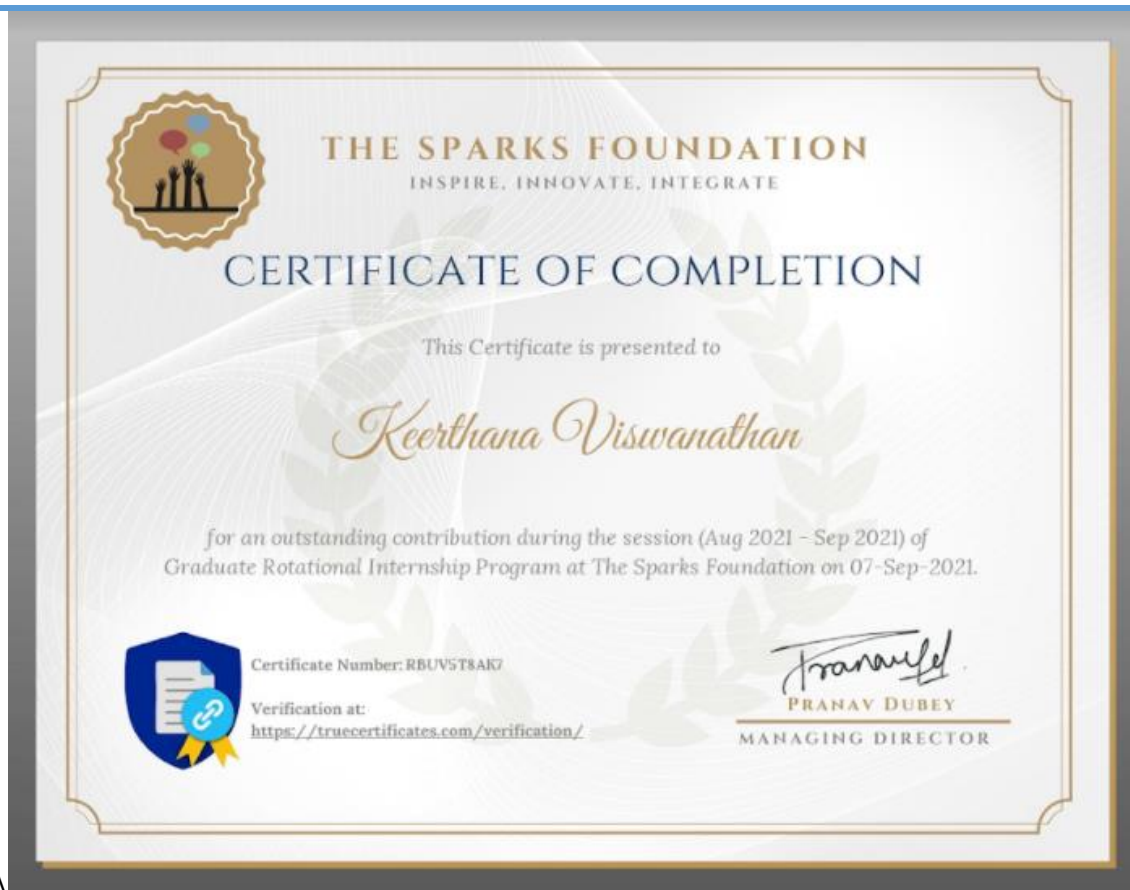 THE SPARKS FOUNDATION
INSPIRE, INNOVATE, INTEGRATE
CERTIFICATE OF COMPLETION
This Certificate is presented to
Keerthana Viswanathan
for an outstanding contribution during the session (Aug 2021 - Sep 2021) of
Graduate Rotational Internship Program at The Sparks Foundation on 07-Sep-2021.
Certificate Number: RBUV5T8AK7
Verification at:
https://truecertificates.com/verification/
PRANAV DUBEY
MANAGING DIRECTOR